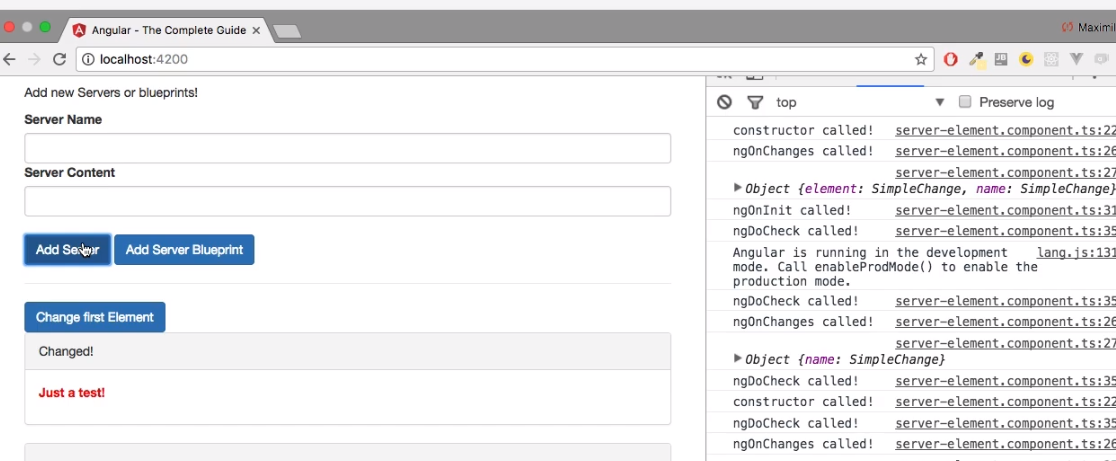 Angular - The Complete Guide
Maximil
localhost:4200
Add new Servers or blueprints!
Server Name
Server Content
Add Server Add Server Blueprint
Change first Element
Changed!
Just a test!
top Preserve log
constructor called! server-element.component.ts:22
ngOnChanges called! server-element.component.ts:26
server-element.component.ts:27
Object {element: SimpleChange, name: SimpleChange}
ngOnInit called! server-element.component.ts:31
ngDoCheck called! server-element.component.ts:35
Angular is running in the development lang.js:131
mode. Call enableProdMode() to enable the
production mode.
ngDoCheck called! server-element.component.ts:35
ngOnChanges called! server-element.component.ts:26
server-element.component.ts:27
Object {name: SimpleChange}
ngDoCheck called! server-element.component.ts:35
constructor called! server-element.component.ts:22
ngDoCheck called! server-element.component.ts:35
ngOnChanges called! server-element.component.ts:26